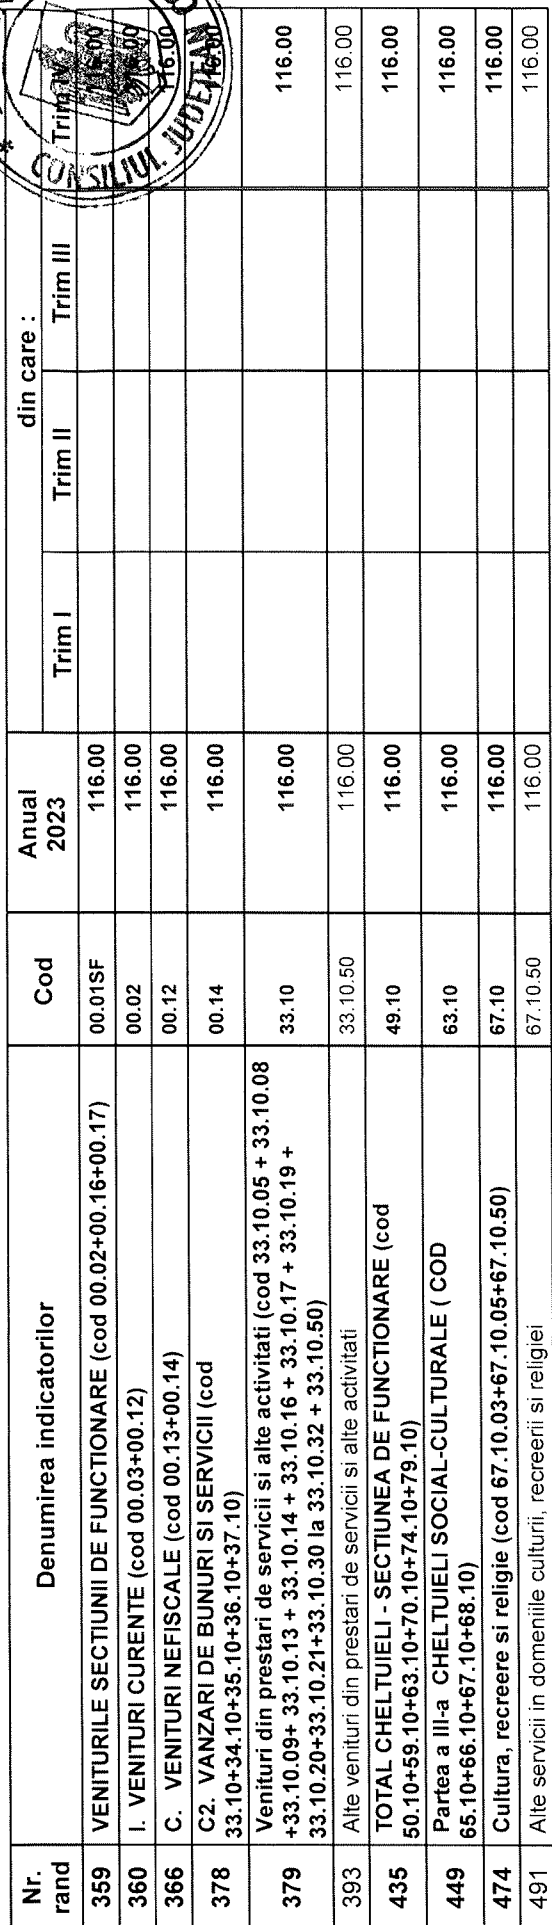 Nr. rand | Denumirea indicatorilor | Cod | Anual 2023 | din care :
Trim I | Trim II | Trim III | Trim IV
359 | VENITURILE SECTIUNII DE FUNCTIONARE (cod 00.02+00.16+00.17) | 00.01SF | 116.00 | 116.00
360 | I. VENITURI CURENTE (cod 00.03+00.12) | 00.02 | 116.00 | 116.00
366 | C. VENITURI NEFISCALE (cod 00.13+00.14) | 00.12 | 116.00 | 116.00
378 | C2. VANZARI DE BUNURI SI SERVICII (cod
33.10+34.10+35.10+36.10+37.10) | 00.14 | 116.00 | 116.00
379 | Venituri din prestari de servicii si alte activitati (cod 33.10.05 + 33.10.08
+33.10.09+ 33.10.13 + 33.10.14 + 33.10.16 + 33.10.17 + 33.10.19 +
33.10.20+33.10.21+33.10.30 la 33.10.32 + 33.10.50) | 33.10 | 116.00 | 116.00
393 | Alte venituri din prestari de servicii si alte activitati | 33.10.50 | 116.00 | 116.00
435 | TOTAL CHELTUIELI - SECTIUNEA DE FUNCTIONARE (cod
50.10+59.10+63.10+70.10+74.10+79.10) | 49.10 | 116.00 | 116.00
449 | Partea a III-a CHELTUIELI SOCIAL-CULTURALE ( COD
65.10+66.10+67.10+68.10) | 63.10 | 116.00 | 116.00
474 | Cultura, recreere si religie (cod 67.10.03+67.10.05+67.10.50) | 67.10 | 116.00 | 116.00
491 | Alte servicii in domeniile culturii, recreerii si religiei | 67.10.50 | 116.00 | 116.00
* CONSILIUL JUDETEAN